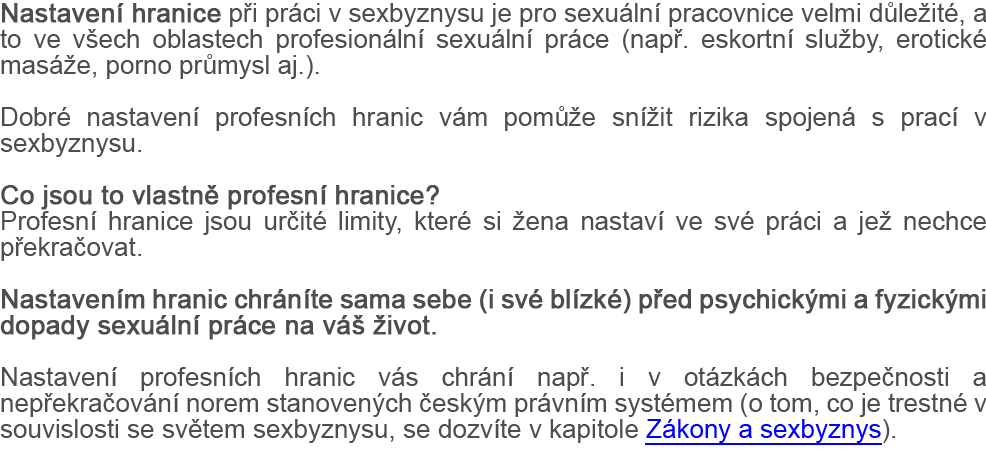 Nastavení hranice při práci v sexbyznysu je pro sexuální pracovnice velmi důležité, a
to ve všech oblastech profesionální sexuální práce (např. eskortní služby, erotické
masáže, porno průmysl aj.).
Dobré nastavení profesních hranic vám pomůže snížit rizika spojená s prací v
sexbyznysu.
Co jsou to vlastně profesní hranice?
Profesní hranice jsou určité limity, které si žena nastaví ve své práci a jež nechce
překračovat.
Nastavením hranic chráníte sama sebe (i své blízké) před psychickými a fyzickými
dopady sexuální práce na váš život.
Nastavení profesních hranic vás chrání např. i v otázkách bezpečnosti a
nepřekračování norem stanovených českým právním systémem (o tom, co je trestné v
souvislosti se světem sexbyznysu, se dozvíte v kapitole Zákony a sexbyznys).